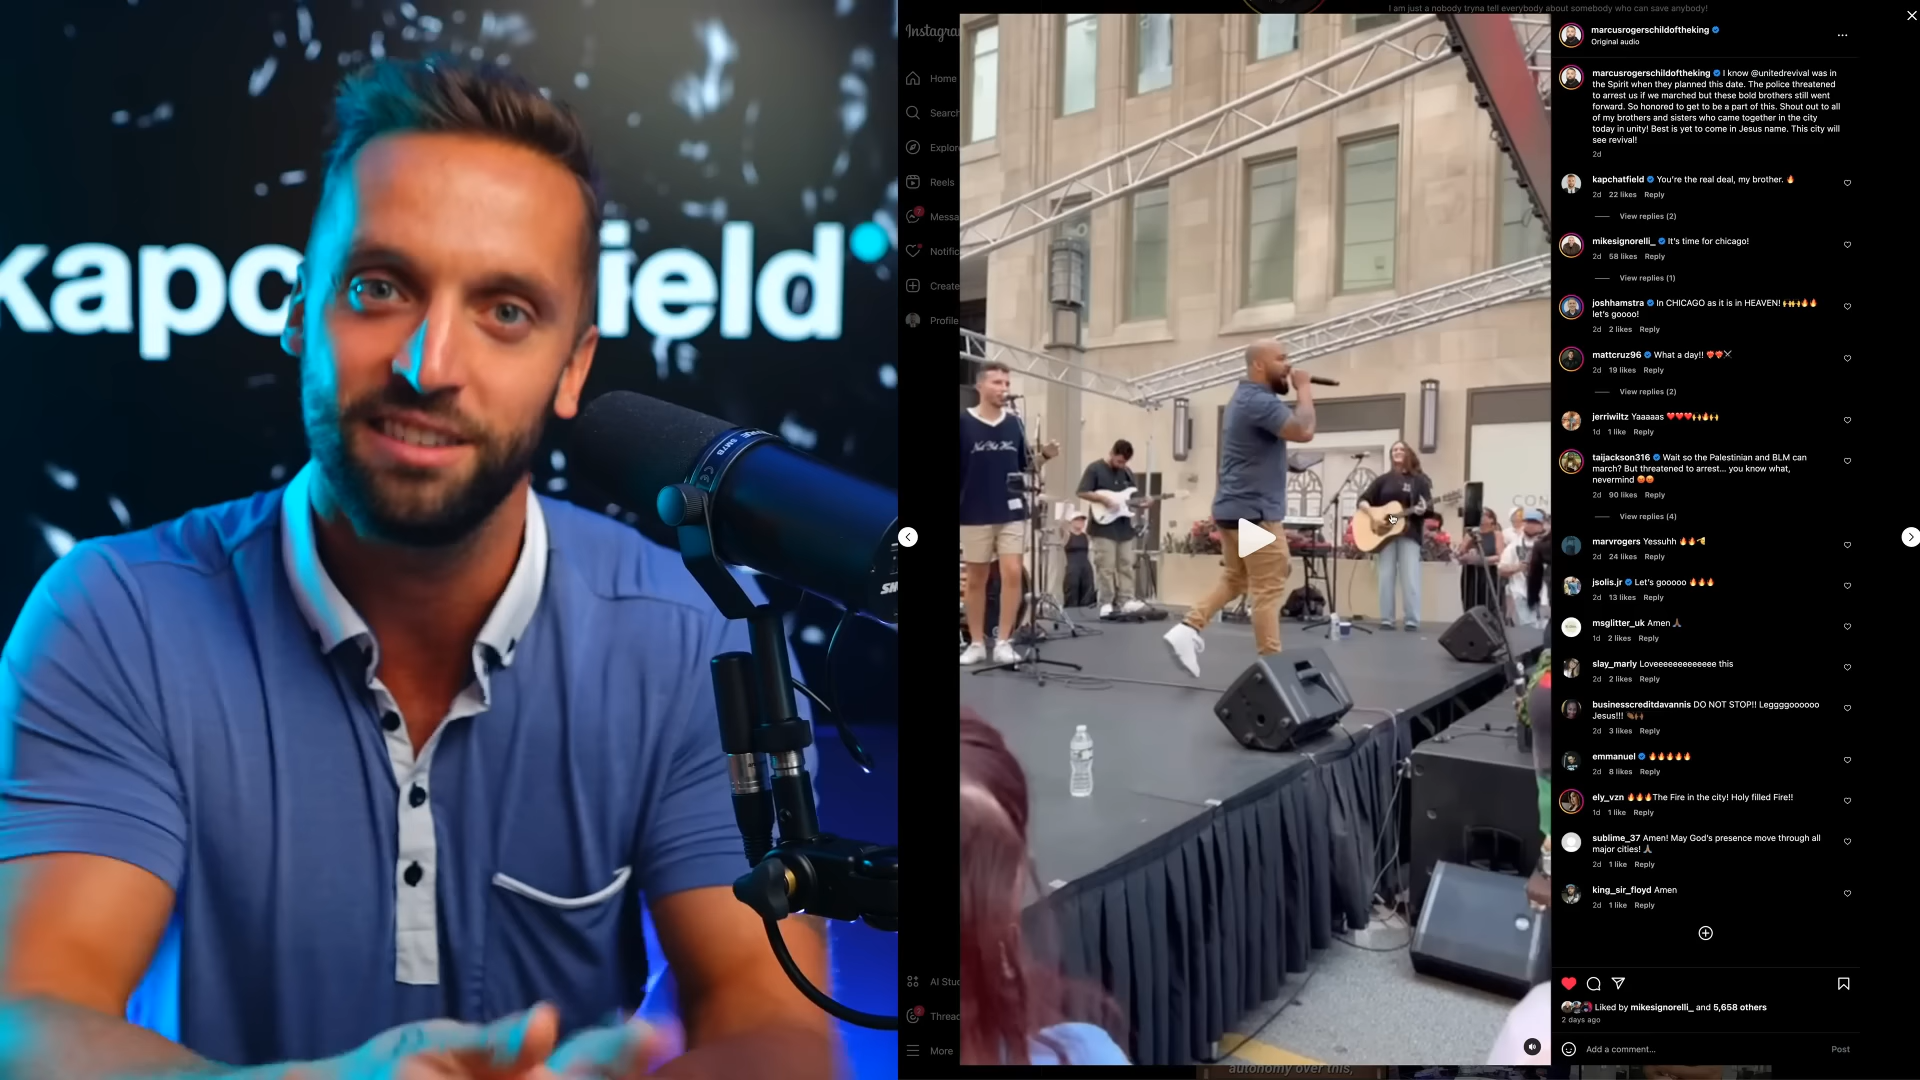 kapc field
SM7B
I am just a nobody tryna tell everybody about somebody who can save anybody!
Instagra
Home
Search
Explor
Reels
Messa
Notific
Create
Profile
AI Stu
Thread
More
autonomy over this,
marcusrogerschildoftheking
Original audio
marcusrogerschildoftheking I know @unitedrevival was in
the Spirit when they planned this date. The police threatened
to arrest us if we marched but these bold brothers still went
forward. So honored to get to be a part of this. Shout out to all
of my brothers and sisters who came together in the city
today in unity! Best is yet to come in Jesus name. This city will
see revival!
2d
kapchatfield You're the real deal, my brother. 🔥
2d 22 likes Reply
View replies (2)
mikesignorelli_ It's time for chicago!
2d 58 likes Reply
View replies (1)
joshhamstra In CHICAGO as it is in HEAVEN! 🙌🙌🔥🔥
let's goooo!
2d 2 likes Reply
mattcruz96 What a day!! ❤️‍🔥❤️‍🔥⚔️
2d 19 likes Reply
View replies (2)
jerriwiltz Yaaaaas ❤️❤️❤️🙌🔥🙌
1d 1 like Reply
taijackson316 Wait so the Palestinian and BLM can
march? But threatened to arrest... you know what,
nevermind 😡😡
2d 90 likes Reply
View replies (4)
marvrogers Yessuhh 🔥🔥
2d 24 likes Reply
jsolis.jr Let's gooooo 🔥🔥🔥
2d 13 likes Reply
msglitter_uk Amen 🙏🏾
1d 2 likes Reply
slay_marly Loveeeeeeeeeeeee this
2d 2 likes Reply
businesscreditdavannis DO NOT STOP!! Leggggoooooo
Jesus!!!
2d 3 likes Reply
emmanuel 🔥🔥🔥🔥🔥
2d 8 likes Reply
ely_vzn 🔥🔥🔥The Fire in the city! Holy filled Fire!!
1d 1 like Reply
sublime_37 Amen! May God's presence move through all
major cities! 🙏
2d 1 like Reply
king_sir_floyd Amen
2d 1 like Reply
Liked by mikesignorelli_ and 5,658 others
2 days ago
Add a comment...
Post